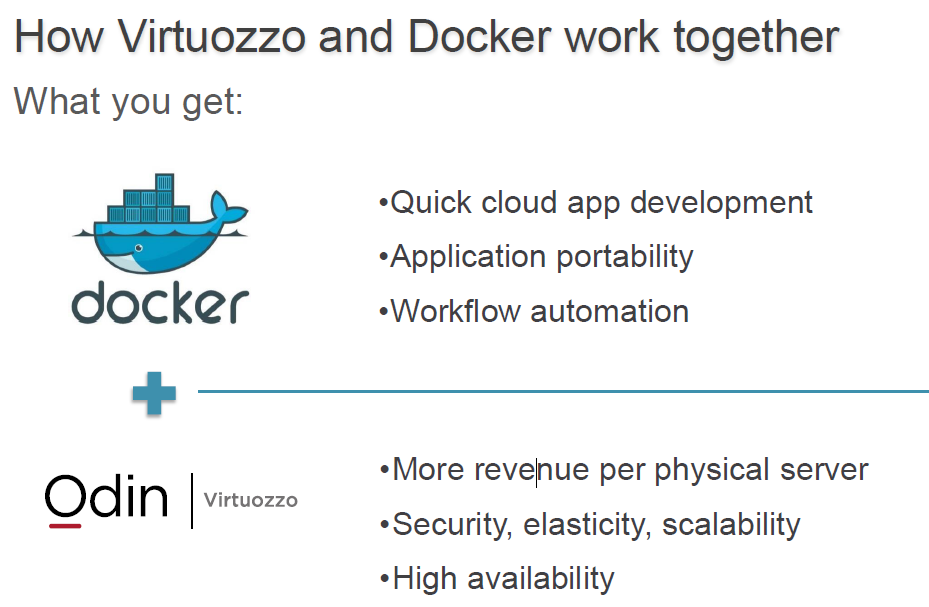 How Virtuozzo and Docker work together
What you get:
docker
•Quick cloud app development
•Application portability
•Workflow automation
Odin | Virtuozzo
•More revenue per physical server
•Security, elasticity, scalability
•High availability